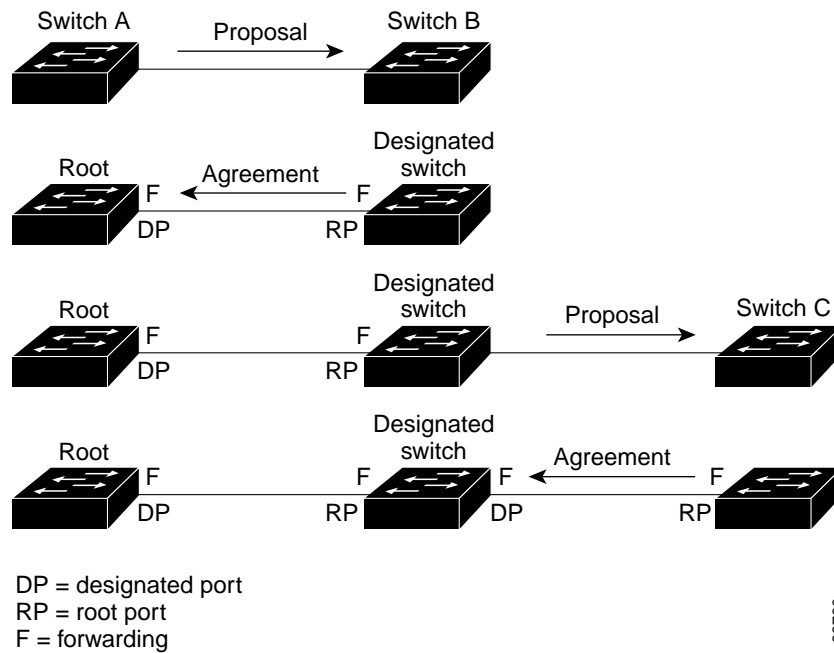 Switch A
Proposal
Switch B
Root
F
Agreement
F
Designated
switch
DP
RP
Root
F
F
Designated
switch
Proposal
Switch C
DP
RP
Root
F
F
Designated
switch
F
Agreement
F
DP
RP
DP
RP
DP = designated port
RP = root port
F = forwarding